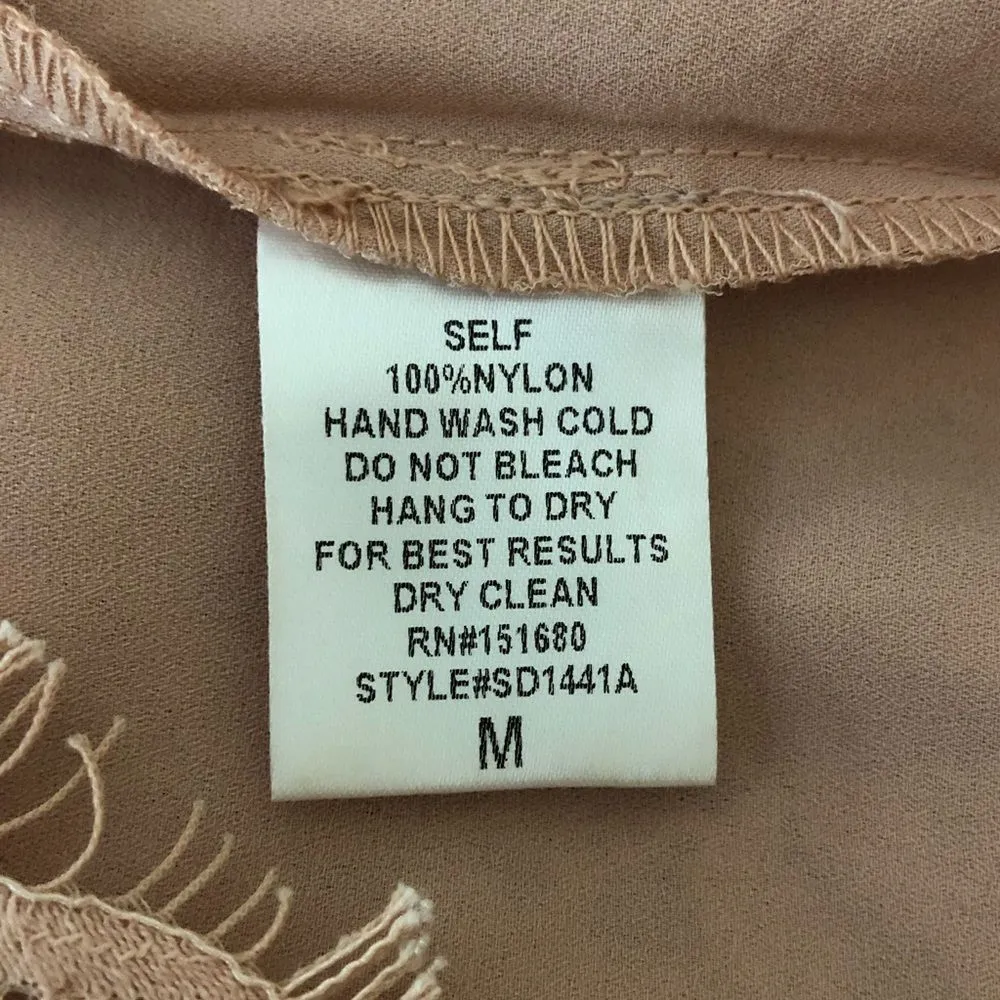 SELF
100%NYLON
HAND WASH COLD
DO NOT BLEACH
HANG TO DRY
FOR BEST RESULTS
DRY CLEAN
RN#151680
STYLE#SD1441A
M